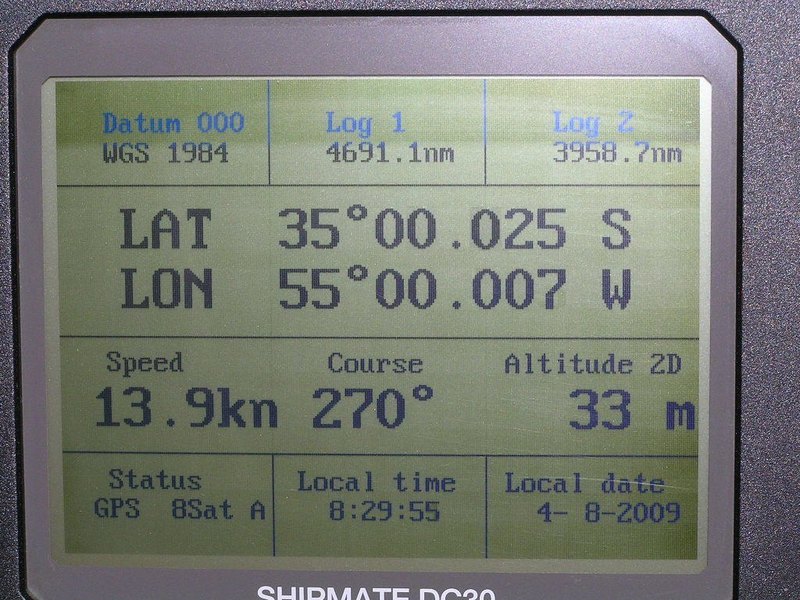 Datum 000 Log 1 Log 2
WGS 1984 4691.1nm 3958.7nm
LAT 35°00.025 S
LON 55°00.007 W
Speed Course Altitude 2D
13.9kn 270° 33 m
Status Local time Local date
GPS 8Sat A 8:29:55 4- 8-2009
SHIPMATE DC30